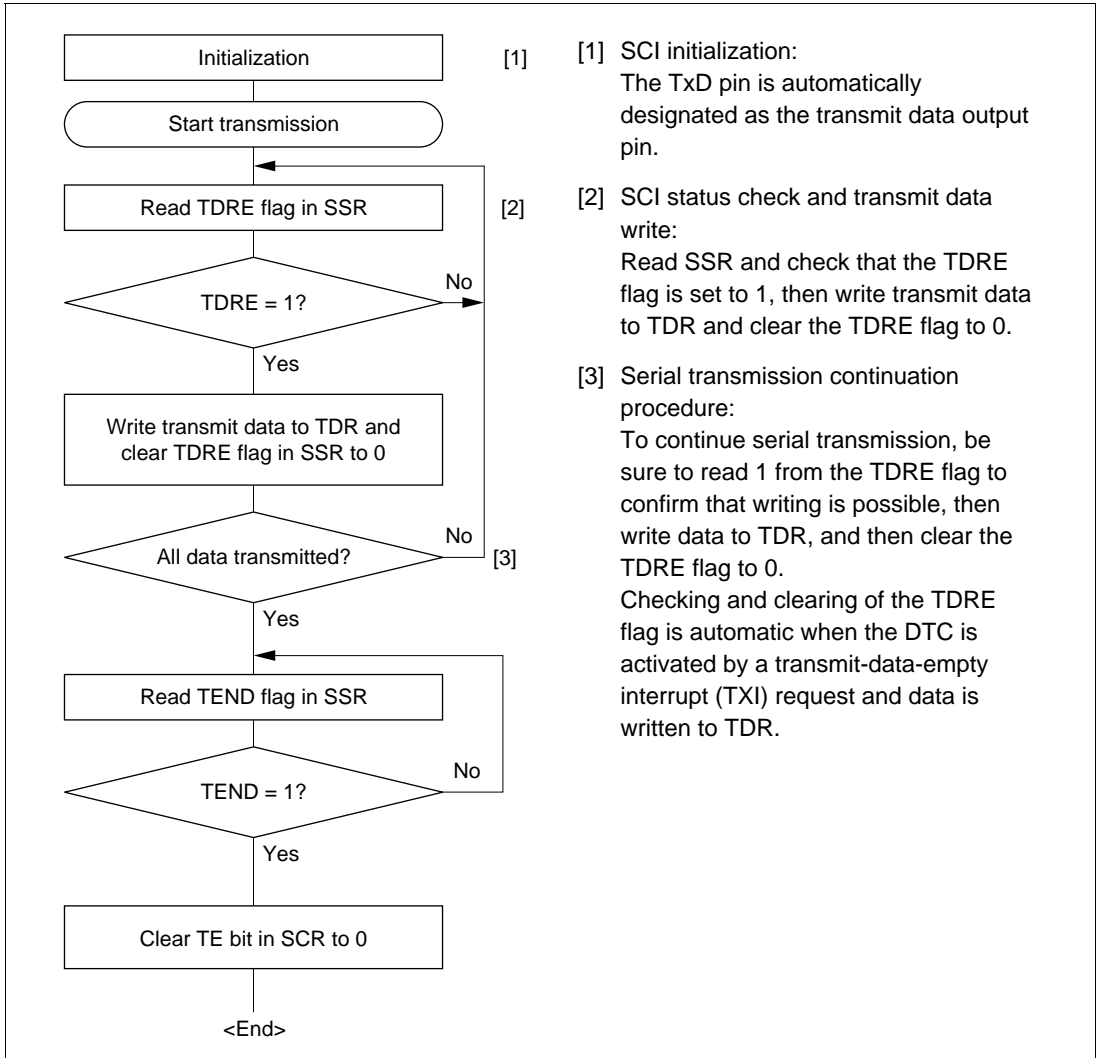 Initialization
[1]
Start transmission
Read TDRE flag in SSR
[2]
TDRE = 1?
No
Yes
Write transmit data to TDR and
clear TDRE flag in SSR to 0
All data transmitted?
No
[3]
Yes
Read TEND flag in SSR
TEND = 1?
No
Yes
Clear TE bit in SCR to 0
<End>
[1] SCI initialization:
The TxD pin is automatically
designated as the transmit data output
pin.
[2] SCI status check and transmit data
write:
Read SSR and check that the TDRE
flag is set to 1, then write transmit data
to TDR and clear the TDRE flag to 0.
[3] Serial transmission continuation
procedure:
To continue serial transmission, be
sure to read 1 from the TDRE flag to
confirm that writing is possible, then
write data to TDR, and then clear the
TDRE flag to 0.
Checking and clearing of the TDRE
flag is automatic when the DTC is
activated by a transmit-data-empty
interrupt (TXI) request and data is
written to TDR.